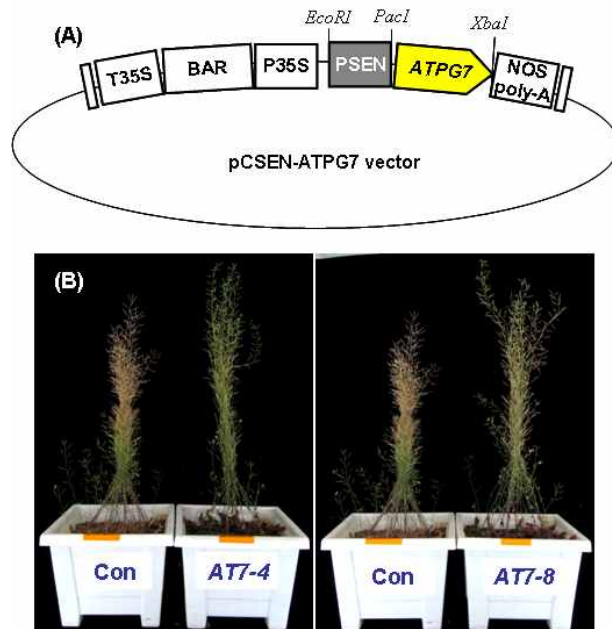 (A)
EcoRI PacI XbaI
T35S BAR P35S PSEN ATPG7 NOS
poly-A
pCSEN-ATPG7 vector
(B)
Con AT7-4 Con AT7-8